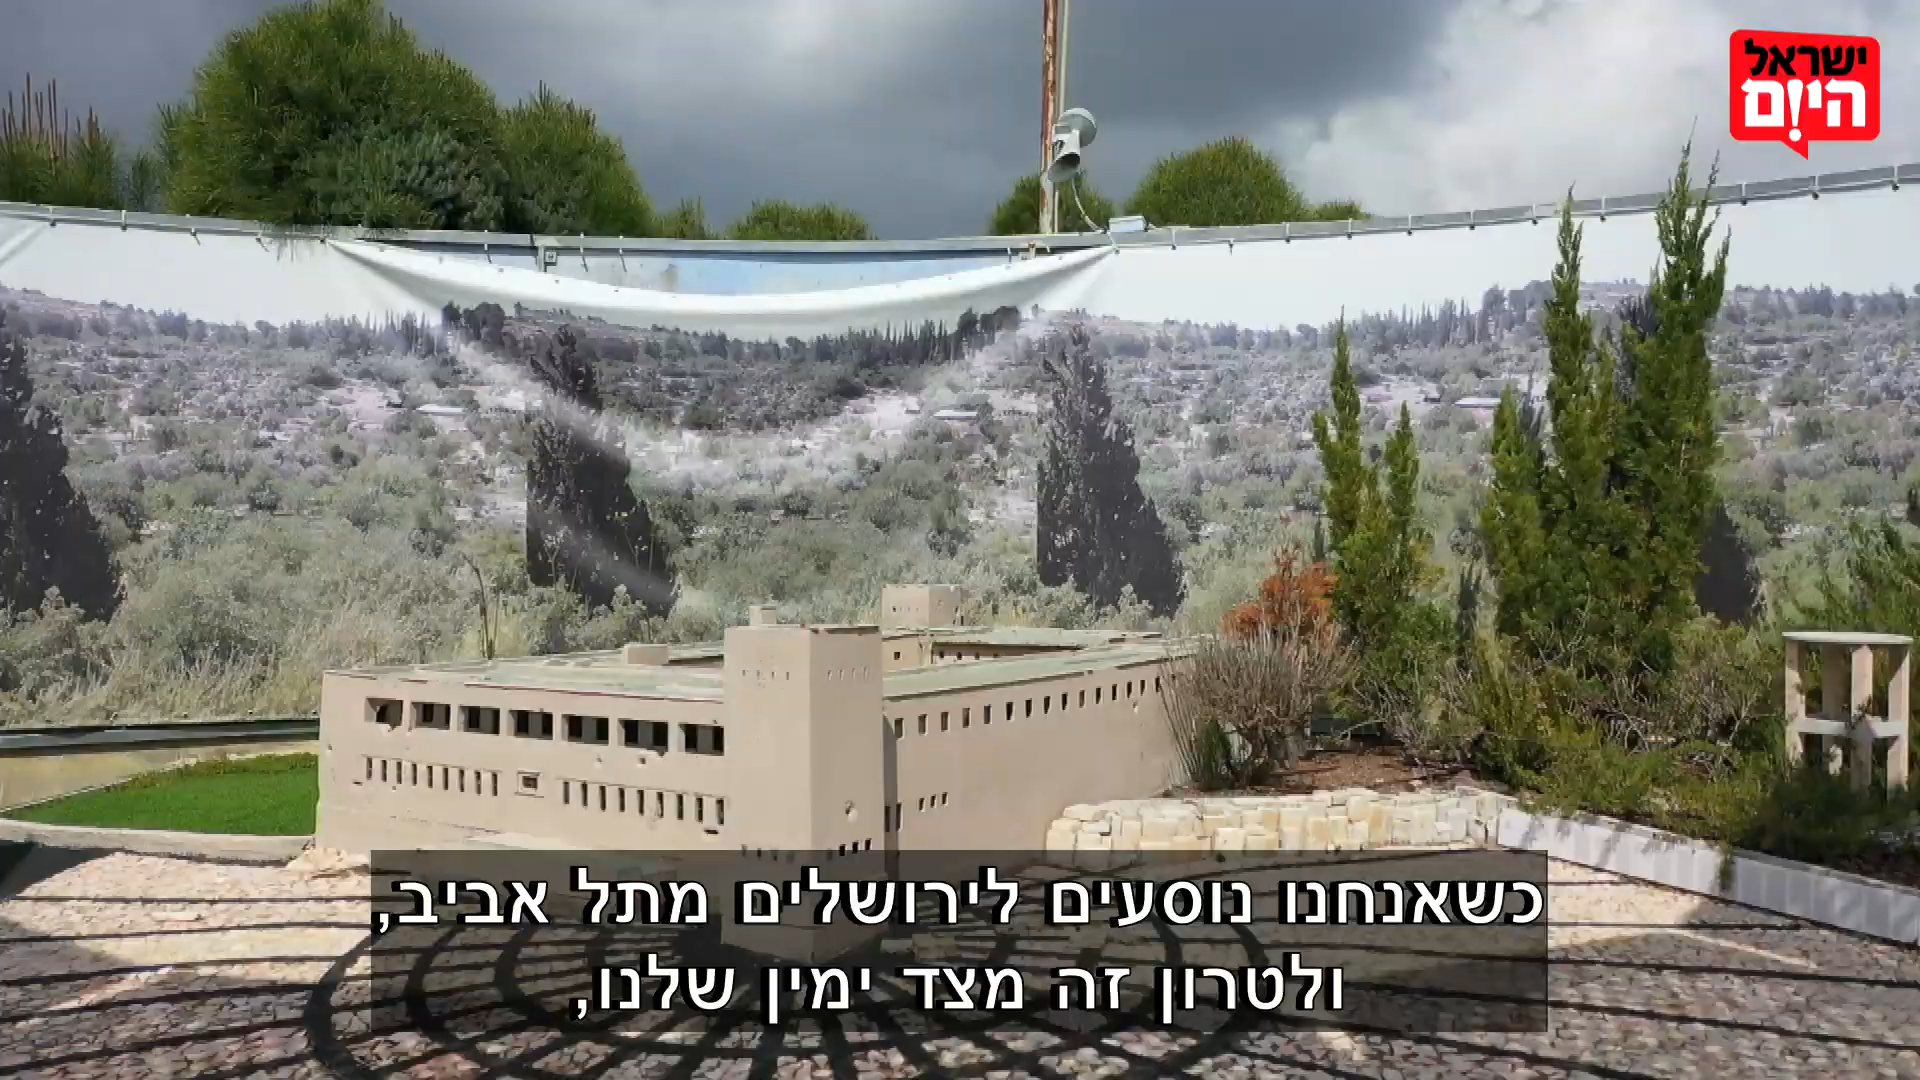 ישראל
היום
כשאנחנו נוסעים לירושלים מתל אביב,
ולטרון זה מצד ימין שלנו,